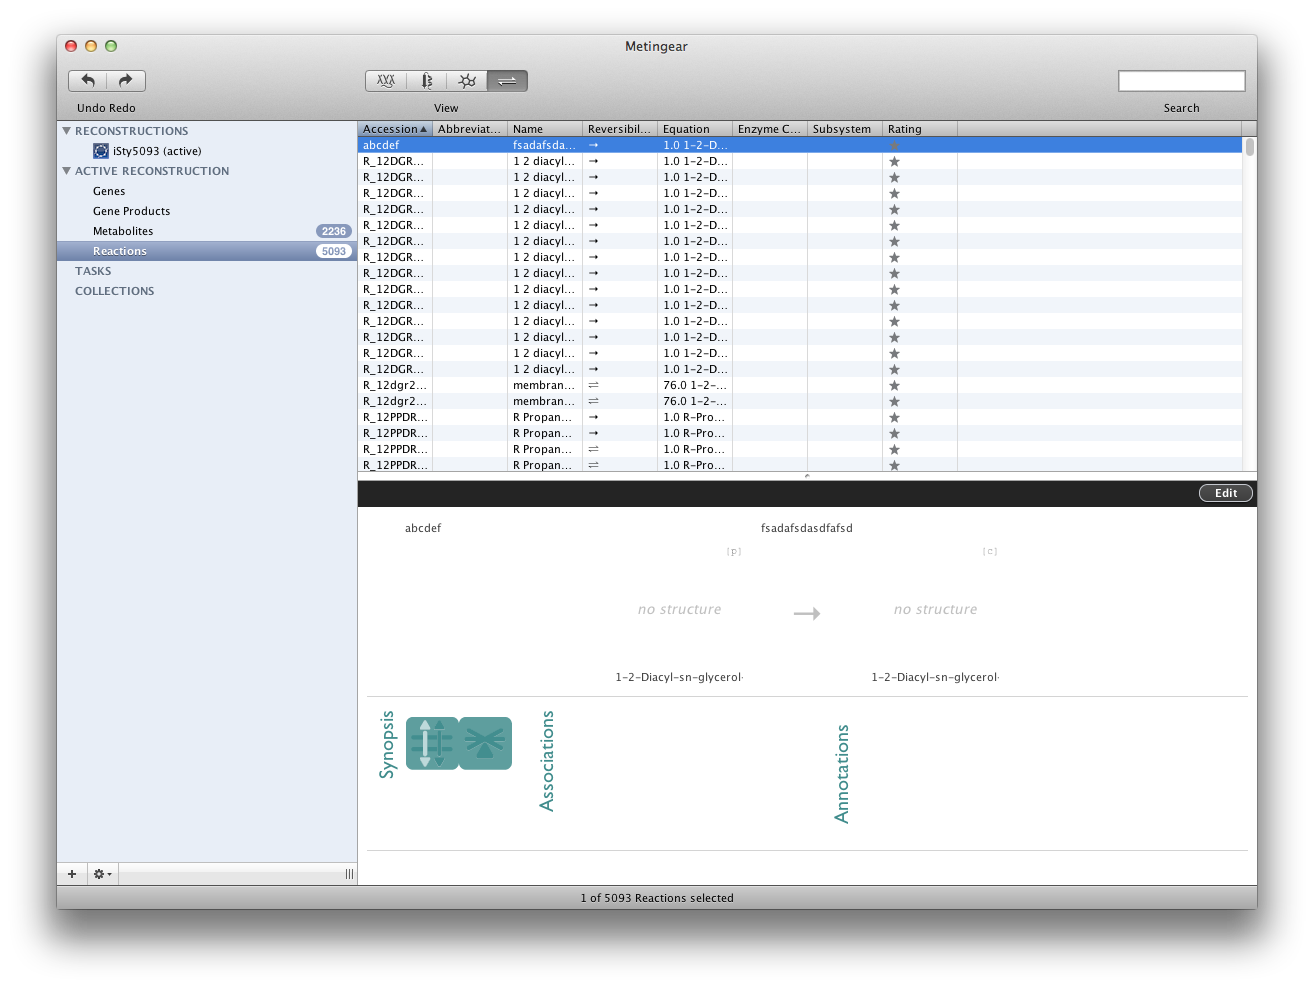 Metingear
Undo Redo
View
Search
RECONSTRUCTIONS
iSty5093 (active)
ACTIVE RECONSTRUCTION
Genes
Gene Products
Metabolites 2236
Reactions 5093
TASKS
COLLECTIONS
Accession Abbreviat... Name Reversibil... Equation Enzyme C... Subsystem Rating
abcdef fsadafsda... → 1.0 1-2-D...
R_12DGR... 1 2 diacyl... → 1.0 1-2-D...
R_12DGR... 1 2 diacyl... → 1.0 1-2-D...
R_12DGR... 1 2 diacyl... → 1.0 1-2-D...
R_12DGR... 1 2 diacyl... → 1.0 1-2-D...
R_12DGR... 1 2 diacyl... → 1.0 1-2-D...
R_12DGR... 1 2 diacyl... → 1.0 1-2-D...
R_12DGR... 1 2 diacyl... → 1.0 1-2-D...
R_12DGR... 1 2 diacyl... → 1.0 1-2-D...
R_12DGR... 1 2 diacyl... → 1.0 1-2-D...
R_12DGR... 1 2 diacyl... → 1.0 1-2-D...
R_12DGR... 1 2 diacyl... → 1.0 1-2-D...
R_12DGR... 1 2 diacyl... → 1.0 1-2-D...
R_12DGR... 1 2 diacyl... → 1.0 1-2-D...
R_12DGR... 1 2 diacyl... → 1.0 1-2-D...
R_12dgr2... membran... ⇌ 76.0 1-2-...
R_12dgr2... membran... ⇌ 76.0 1-2-...
R_12PPDR... R Propan... → 1.0 R-Pro...
R_12PPDR... R Propan... → 1.0 R-Pro...
R_12PPDR... R Propan... ⇌ 1.0 R-Pro...
R_12PPDR... R Propan... ⇌ 1.0 R-Pro...
Edit
abcdef fsadafsdasdfafsd
[p] [c]
no structure → no structure
1-2-Diacyl-sn-glycerol 1-2-Diacyl-sn-glycerol
Synopsis
Associations
Annotations
1 of 5093 Reactions selected